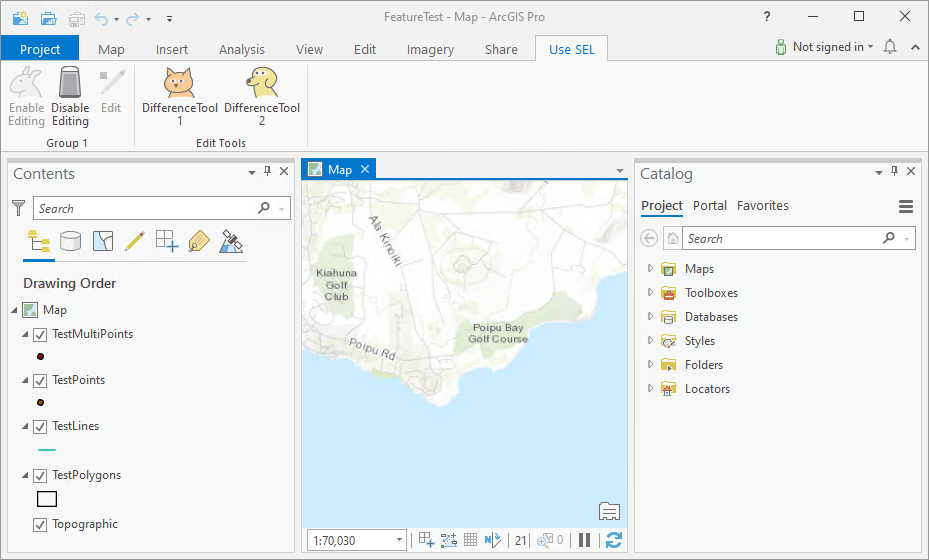 FeatureTest - Map - ArcGIS Pro
?
Project Map Insert Analysis View Edit Imagery Share Use SEL Not signed in
Enable Editing
Disable Editing
Edit
DifferenceTool 1
DifferenceTool 2
Group 1
Edit Tools
Contents
Search
Drawing Order
Map
TestMultiPoints
TestPoints
TestLines
TestPolygons
Topographic
Map
Ala Kinoiki
Kiahuna
Golf
Club
Poipu Bay
Golf Course
Poipu Rd
1:70,030
21
0
Catalog
Project Portal Favorites
Search
Maps
Toolboxes
Databases
Styles
Folders
Locators